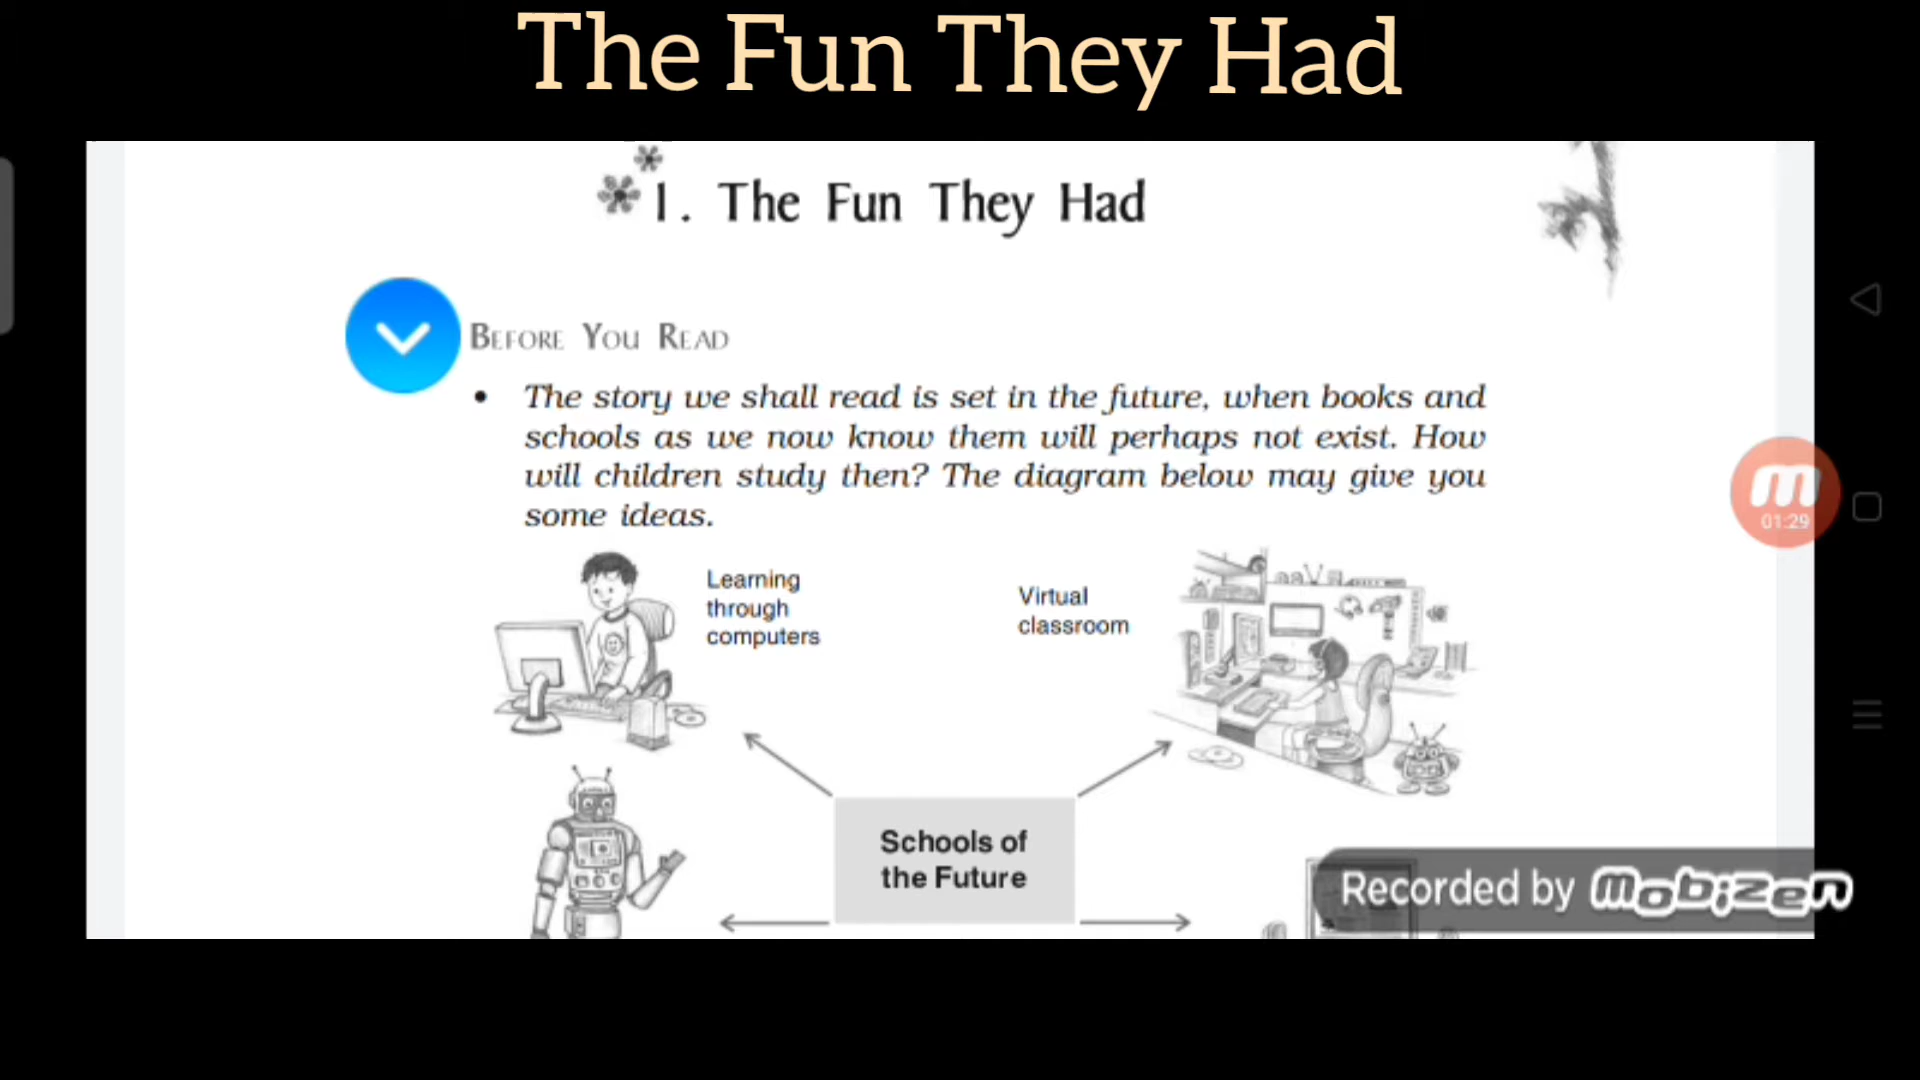 The Fun They Had
1. The Fun They Had
BEFORE YOU READ
• The story we shall read is set in the future, when books and
schools as we now know them will perhaps not exist. How
will children study then? The diagram below may give you
some ideas.
Learning
through
computers
Virtual
classroom
01:29
Schools of
the Future
Recorded by Mobizen